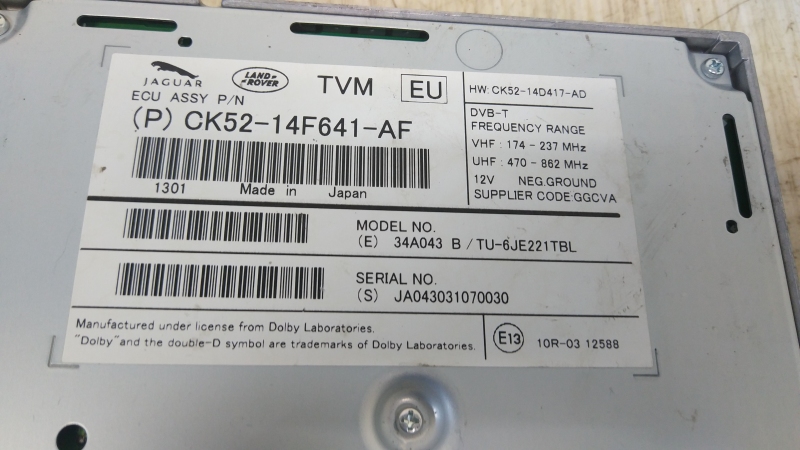 JAGUAR
LAND ROVER
TVM
EU
ECU ASSY P/N
(P) CK52-14F641-AF
1301 Made in Japan
HW: CK52-14D417-AD
DVB-T
FREQUENCY RANGE
VHF : 174 - 237 MHz
UHF : 470 - 862 MHz
12V NEG.GROUND
SUPPLIER CODE:GGCVA
MODEL NO.
(E) 34A043 B / TU-6JE221TBL
SERIAL NO.
(S) JA043031070030
Manufactured under license from Dolby Laboratories.
"Dolby" and the double-D symbol are trademarks of Dolby Laboratories.
E13
10R-03 12588